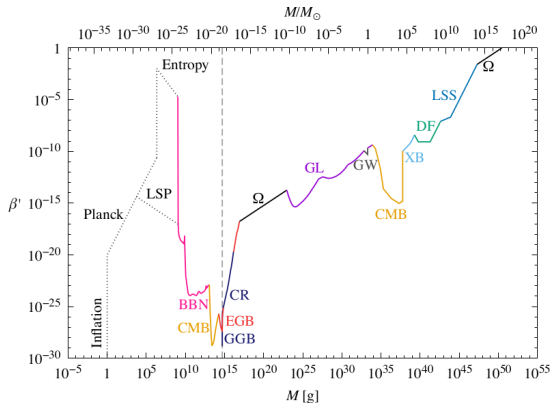 M/M⊙
10⁻³⁵ 10⁻³⁰ 10⁻²⁵ 10⁻²⁰ 10⁻¹⁵ 10⁻¹⁰ 10⁻⁵ 1 10⁵ 10¹⁰ 10¹⁵ 10²⁰
1
10⁻⁵
10⁻¹⁰
10⁻¹⁵
10⁻²⁰
10⁻²⁵
10⁻³⁰
β'
Entropy
Ω
LSS
DF
XB
GL
GW
LSP
Ω
CMB
Planck
BBN
CR
CMB
EGB
GGB
Inflation
10⁻⁵ 1 10⁵ 10¹⁰ 10¹⁵ 10²⁰ 10²⁵ 10³⁰ 10³⁵ 10⁴⁰ 10⁴⁵ 10⁵⁰ 10⁵⁵
M [g]